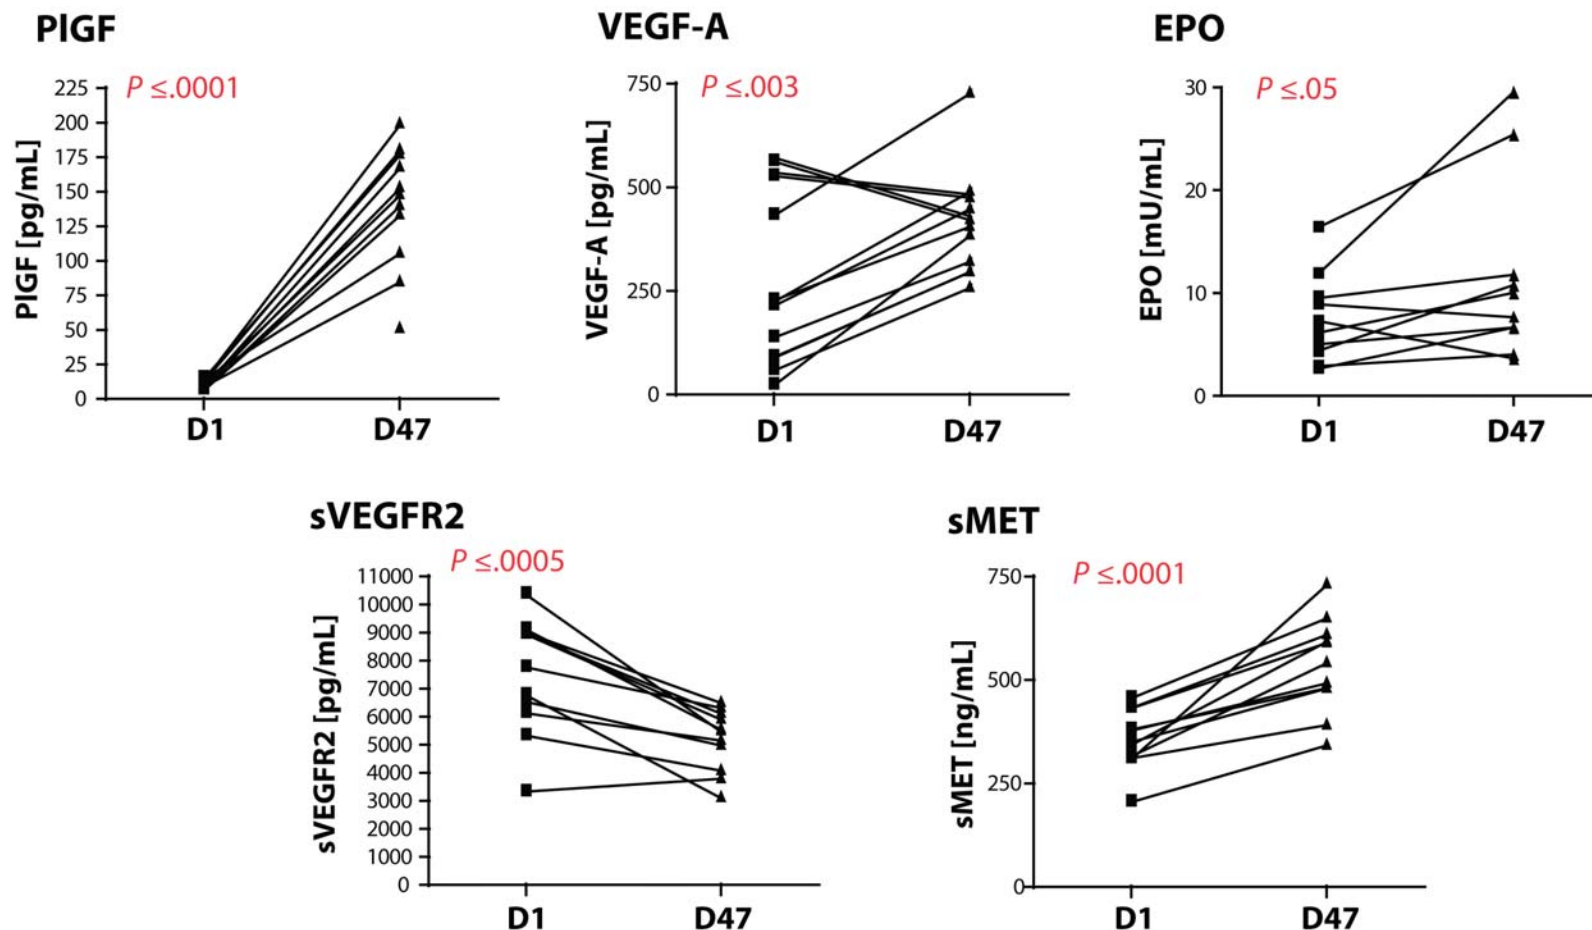 PlGF
P ≤.0001
PlGF [pg/mL]
225
200
175
150
125
100
75
50
25
0
D1 D47
VEGF-A
P ≤.003
VEGF-A [pg/mL]
750
500
250
0
D1 D47
EPO
P ≤.05
EPO [mU/mL]
30
20
10
0
D1 D47
sVEGFR2
P ≤.0005
sVEGFR2 [pg/mL]
11000
10000
9000
8000
7000
6000
5000
4000
3000
2000
1000
0
D1 D47
sMET
P ≤.0001
sMET [ng/mL]
750
500
250
0
D1 D47